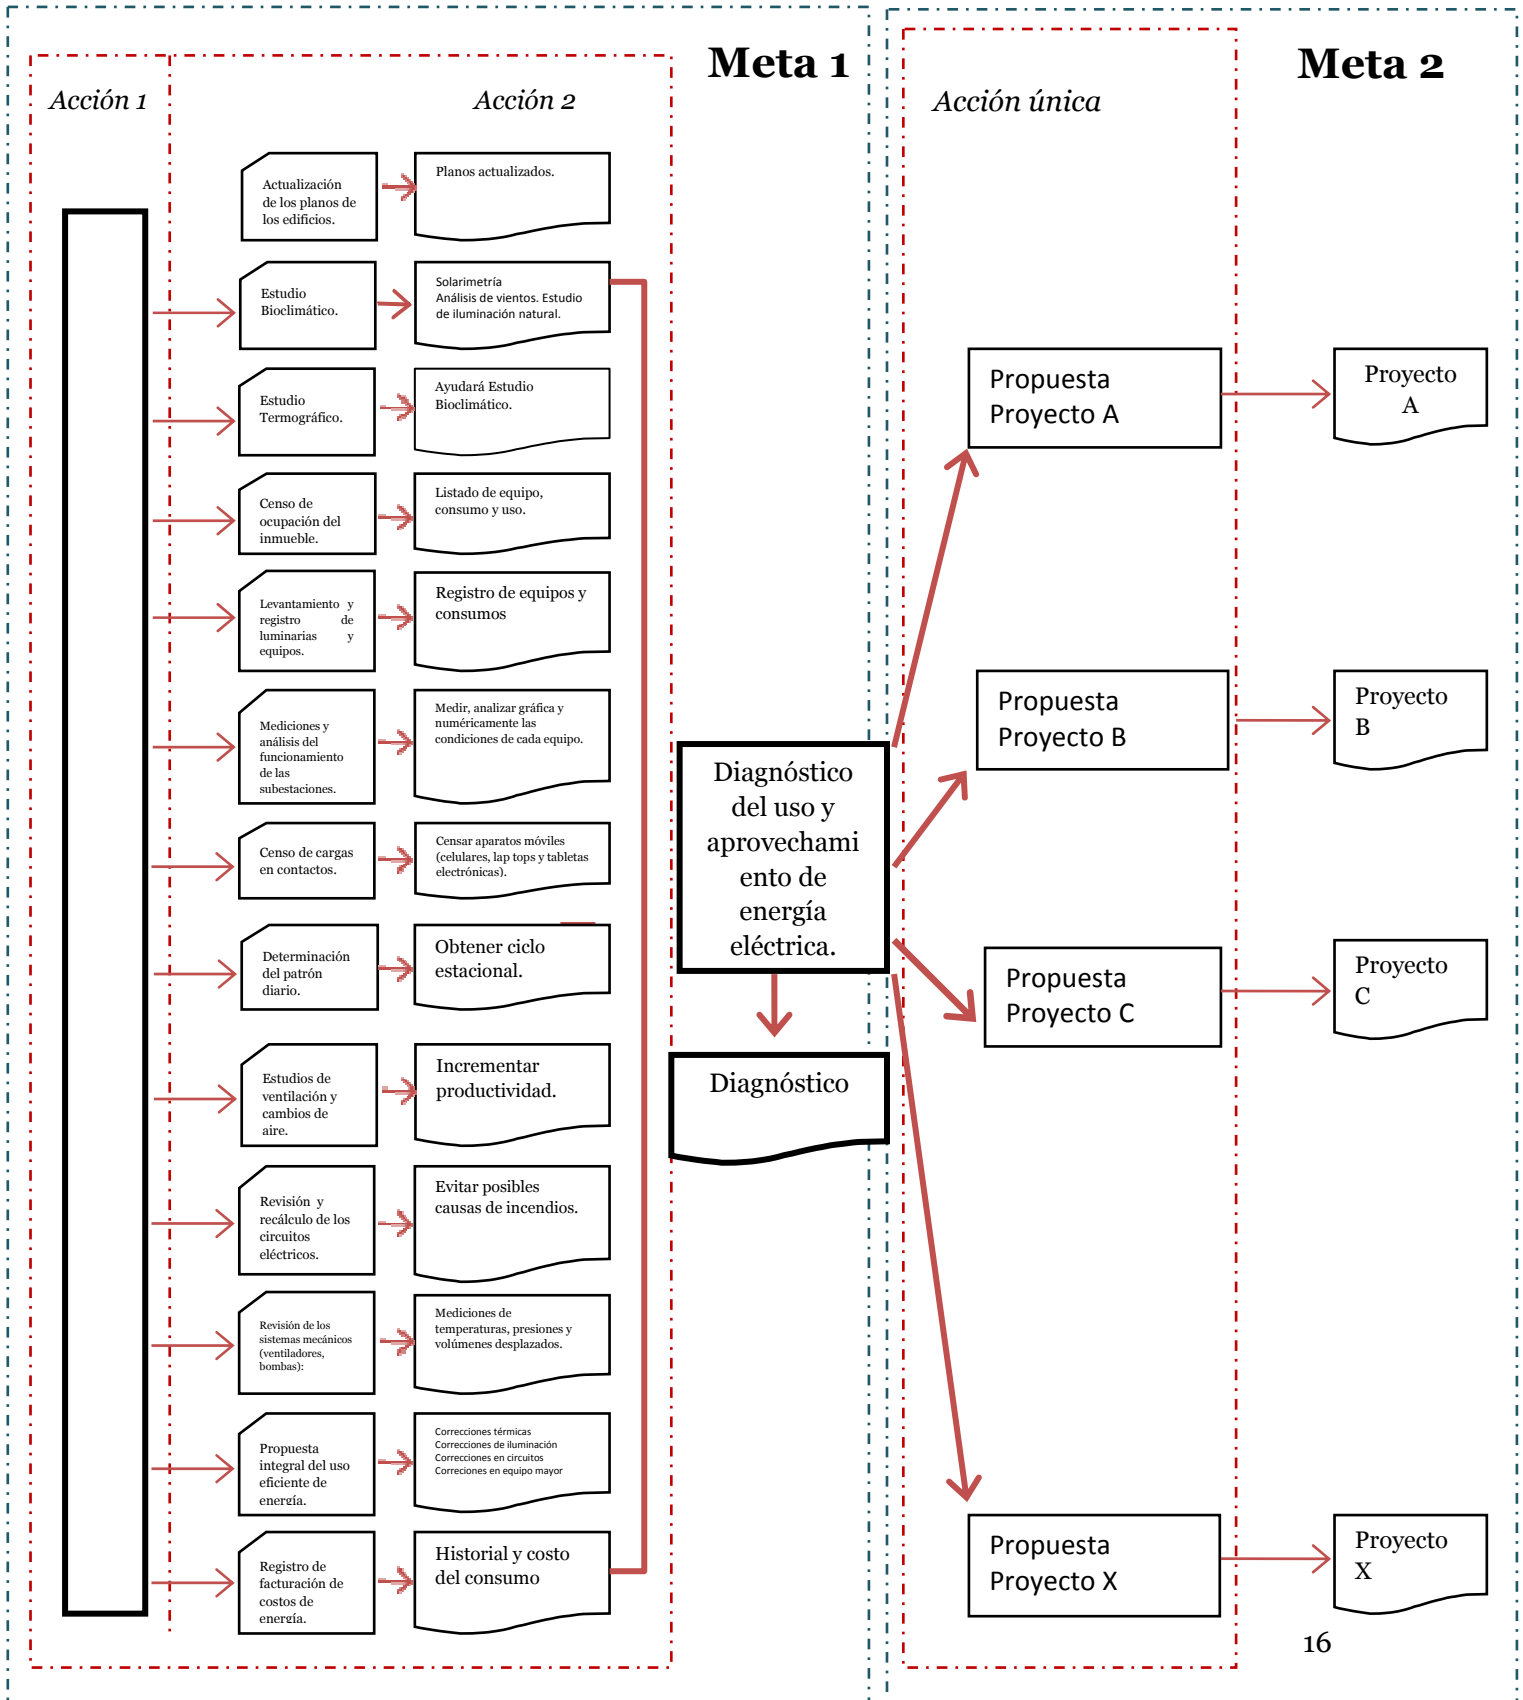 Meta 1
Meta 2
Acción 1
Acción 2
Acción única
Actualización
de los planos de
los edificios.
Planos actualizados.
Estudio
Bioclimático.
Solarimetría
Análisis de vientos. Estudio
de iluminación natural.
Estudio
Termográfico.
Ayudará Estudio
Bioclimático.
Censo de
ocupación del
inmueble.
Listado de equipo,
consumo y uso.
Levantamiento y
registro de
luminarias y
equipos.
Registro de equipos y
consumos
Mediciones y
análisis del
funcionamiento
de las
subestaciones.
Medir, analizar gráfica y
numéricamente las
condiciones de cada equipo.
Censo de cargas
en contactos.
Censar aparatos móviles
(celulares, lap tops y tabletas
electrónicas).
Determinación
del patrón
diario.
Obtener ciclo
estacional.
Estudios de
ventilación y
cambios de
aire.
Incrementar
productividad.
Revisión y
recálculo de los
circuitos
eléctricos.
Evitar posibles
causas de incendios.
Revisión de los
sistemas mecánicos
(ventiladores,
bombas):
Mediciones de
temperaturas, presiones y
volúmenes desplazados.
Propuesta
integral del uso
eficiente de
energía.
Correcciones térmicas
Correcciones de iluminación
Correcciones en circuitos
Correciones en equipo mayor
Registro de
facturación de
costos de
energía.
Historial y costo
del consumo
Diagnóstico
del uso y
aprovechami
ento de
energía
eléctrica.
Diagnóstico
Propuesta
Proyecto A
Proyecto
A
Propuesta
Proyecto B
Proyecto
B
Propuesta
Proyecto C
Proyecto
C
Propuesta
Proyecto X
Proyecto
X
16